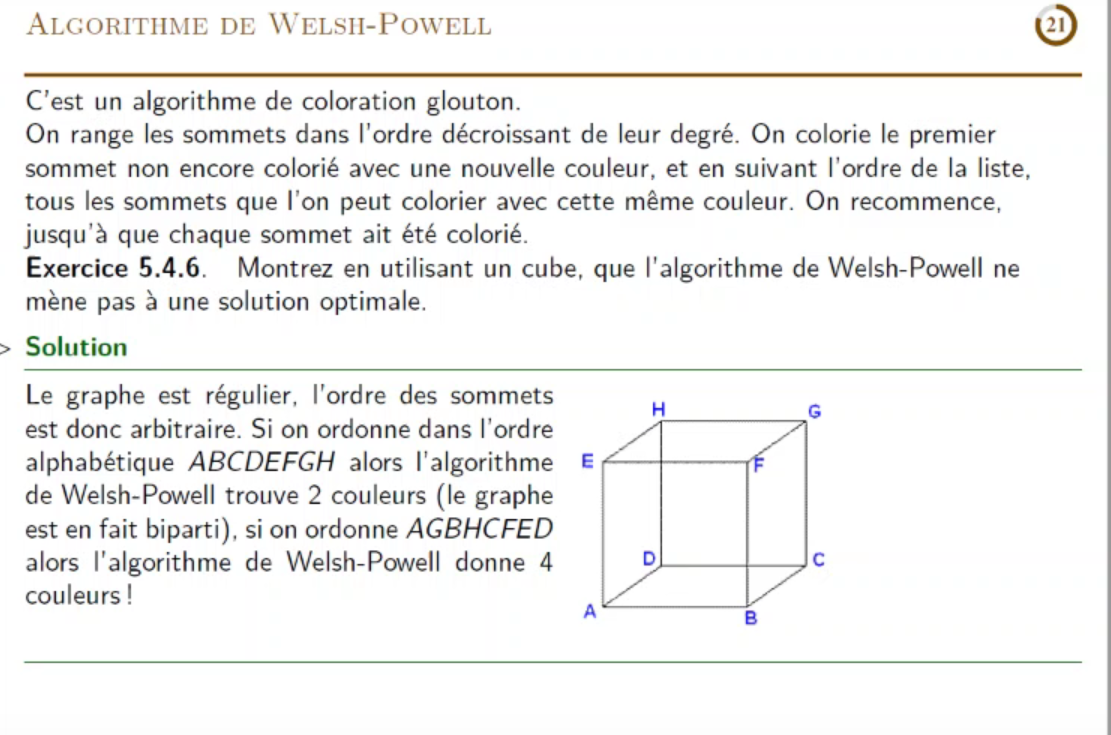 ALGORITHME DE WELSH-POWELL
21
C'est un algorithme de coloration glouton.
On range les sommets dans l'ordre décroissant de leur degré. On colorie le premier
sommet non encore colorié avec une nouvelle couleur, et en suivant l'ordre de la liste,
tous les sommets que l'on peut colorier avec cette même couleur. On recommence,
jusqu'à que chaque sommet ait été colorié.
Exercice 5.4.6. Montrez en utilisant un cube, que l'algorithme de Welsh-Powell ne
mène pas à une solution optimale.
> Solution
Le graphe est régulier, l'ordre des sommets
est donc arbitraire. Si on ordonne dans l'ordre
alphabétique ABCDEFGH alors l'algorithme
de Welsh-Powell trouve 2 couleurs (le graphe
est en fait biparti), si on ordonne AGBHCFED
alors l'algorithme de Welsh-Powell donne 4
couleurs !
H
G
E
F
D
C
A
B